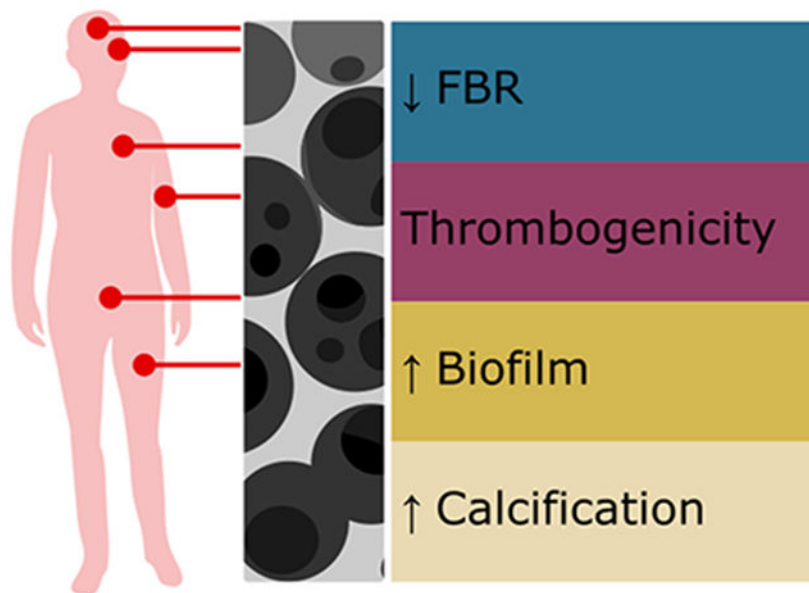 ↓ FBR
Thrombogenicity
↑ Biofilm
↑ Calcification